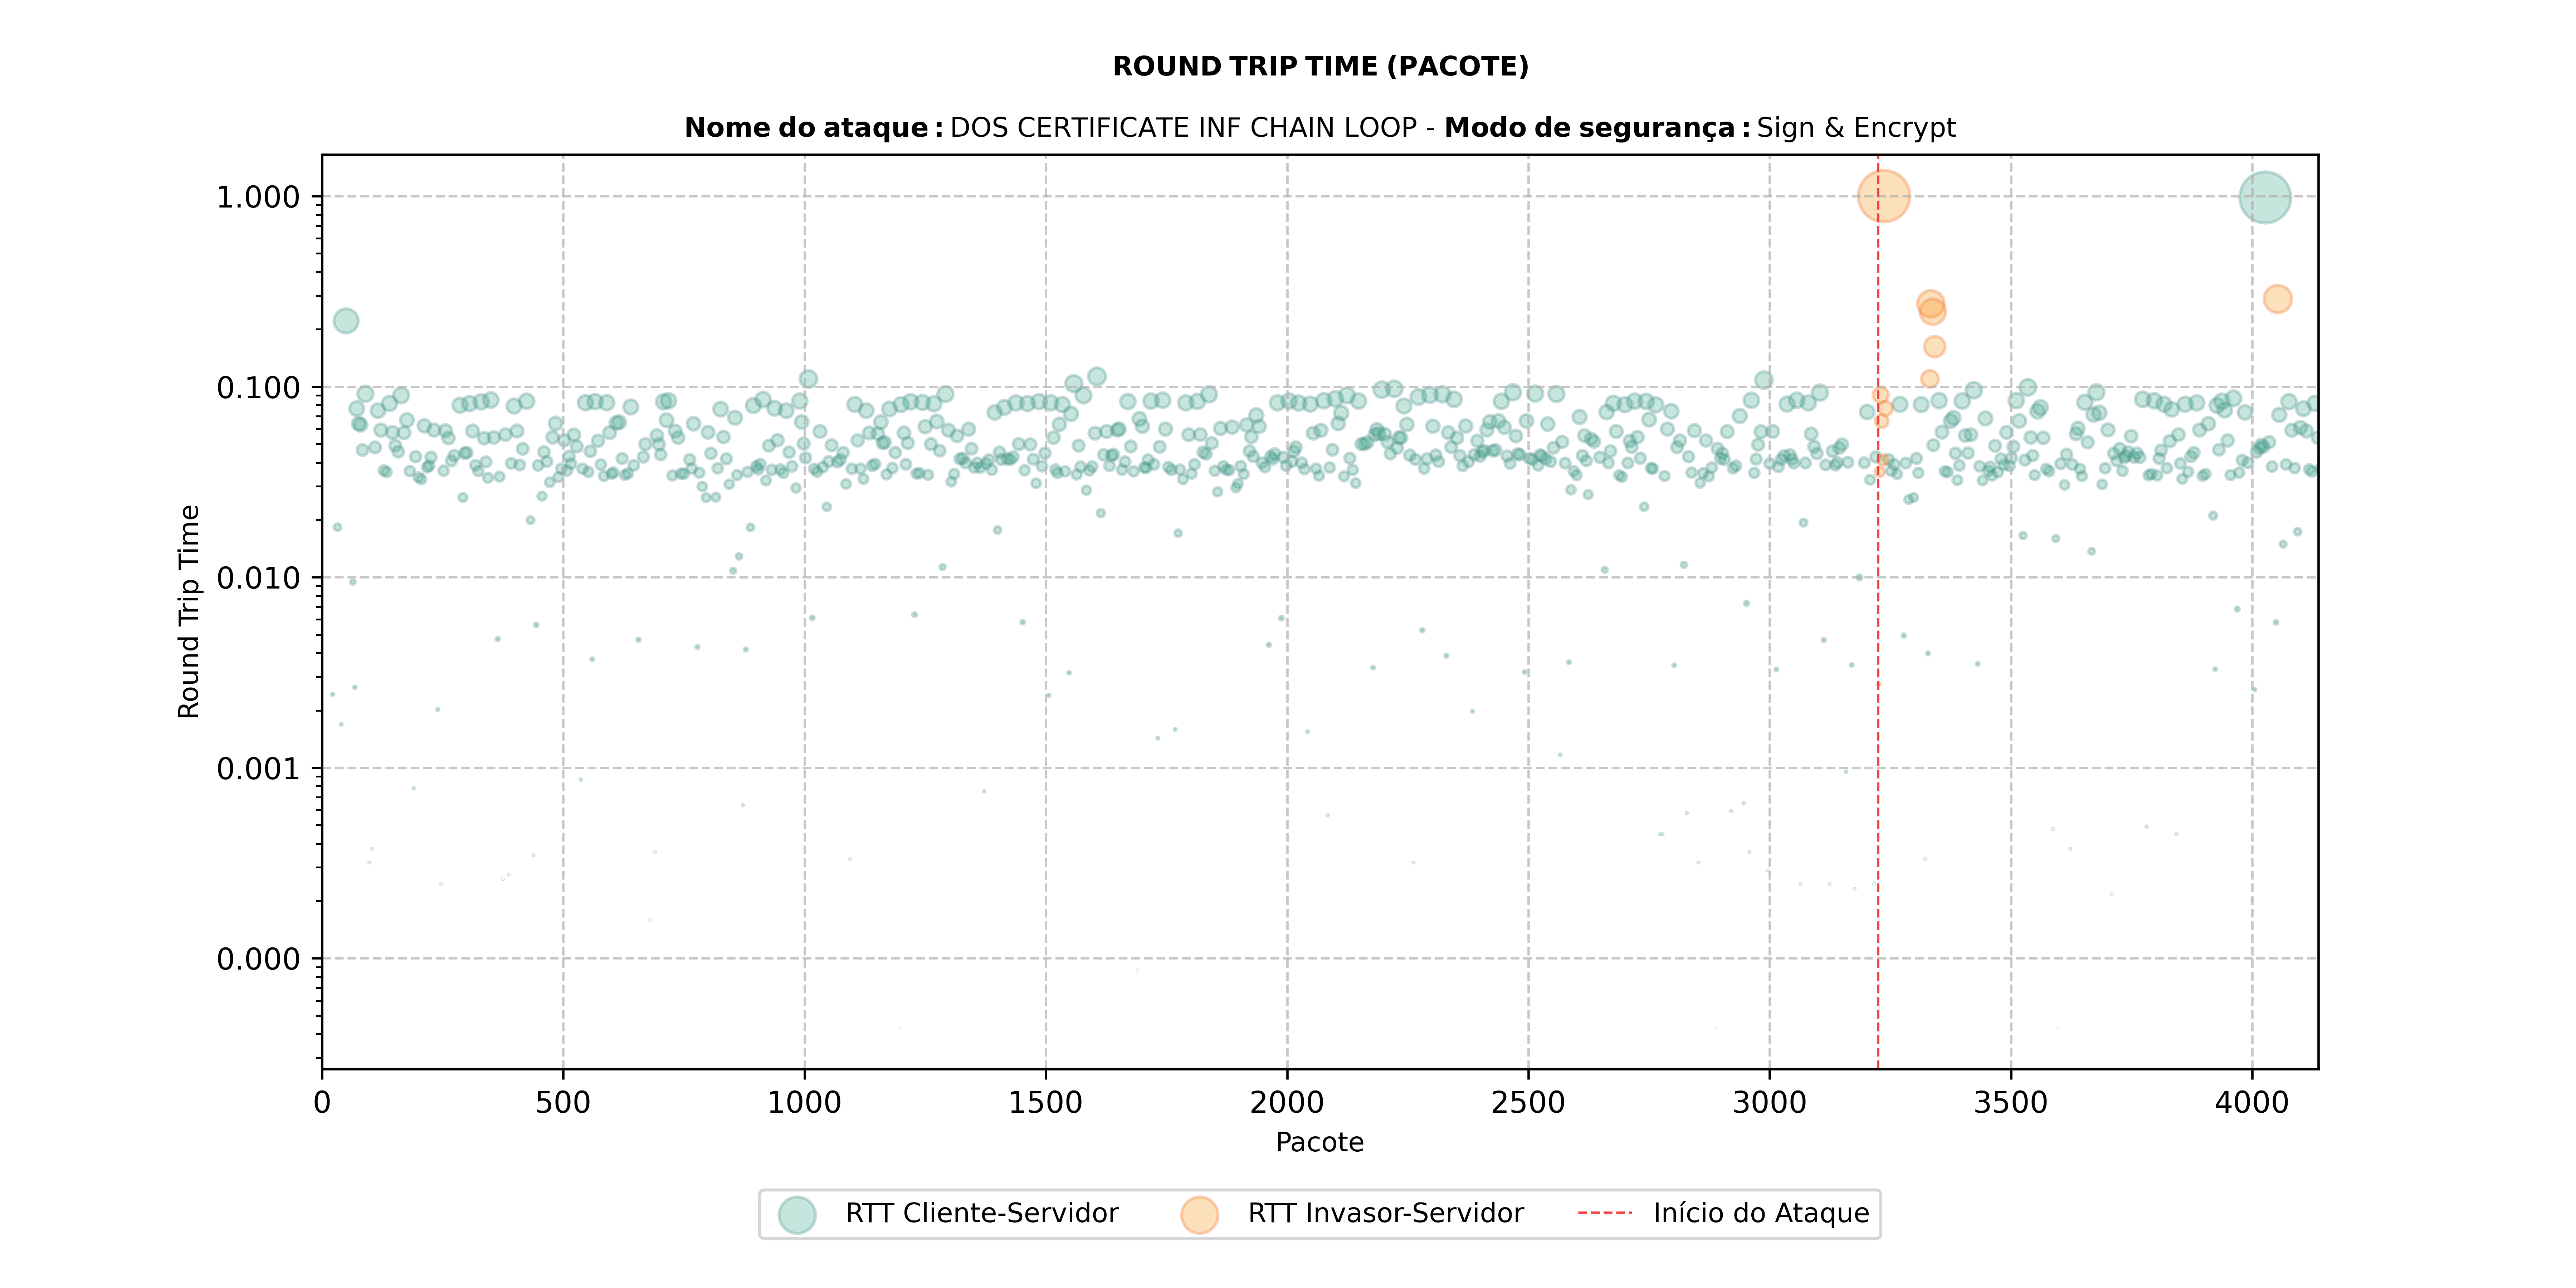 ROUND TRIP TIME (PACOTE)
Nome do ataque: DOS CERTIFICATE INF CHAIN LOOP - Modo de segurança: Sign & Encrypt
1.000
0.100
0.010
0.001
0.000
Round Trip Time
0 500 1000 1500 2000 2500 3000 3500 4000
Pacote
RTT Cliente-Servidor RTT Invasor-Servidor Início do Ataque